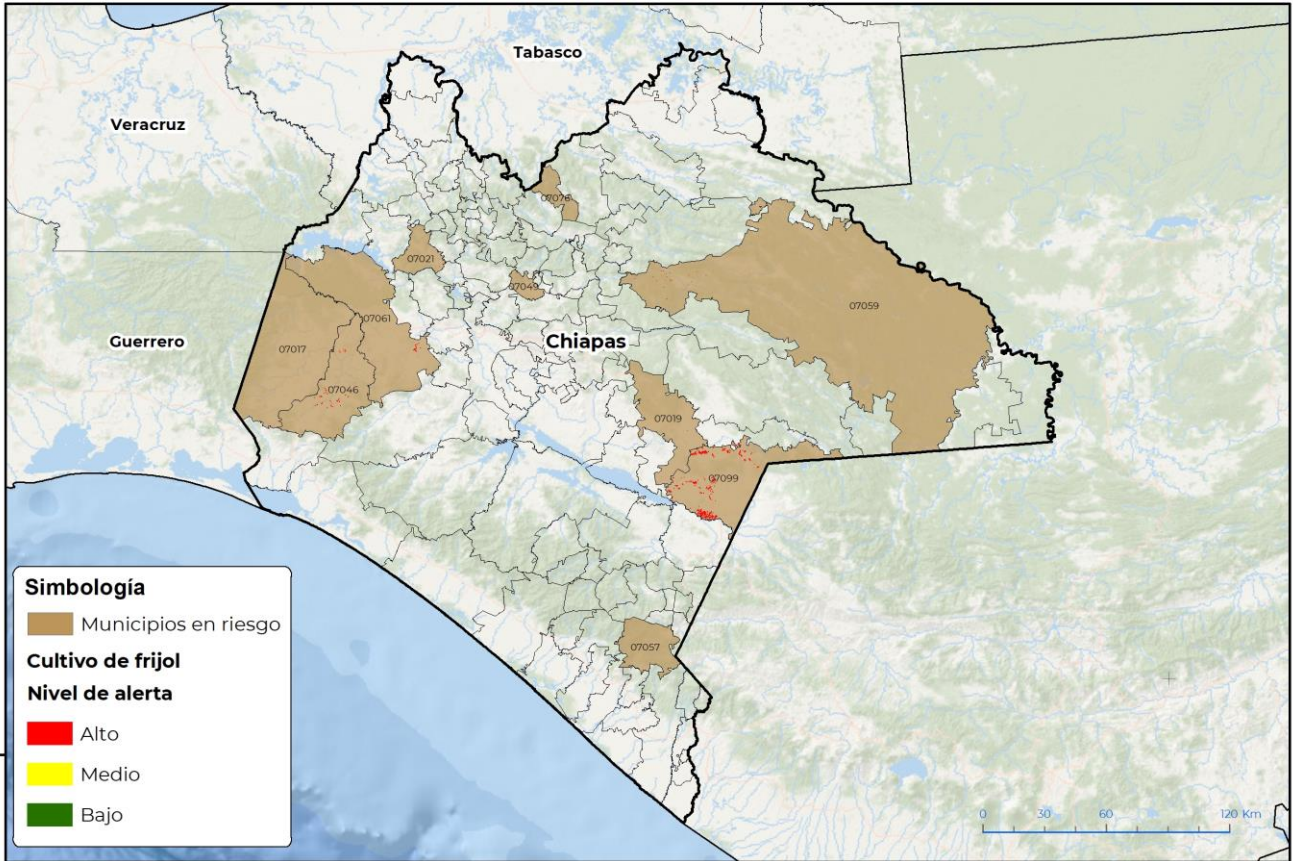 Tabasco
Veracruz
07076
07021
07049
07059
07061
Guerrero
Chiapas
07017
07046
07019
07099
07057
Simbología
Municipios en riesgo
Cultivo de frijol
Nivel de alerta
Alto
Medio
Bajo
0 30 60 120 Km